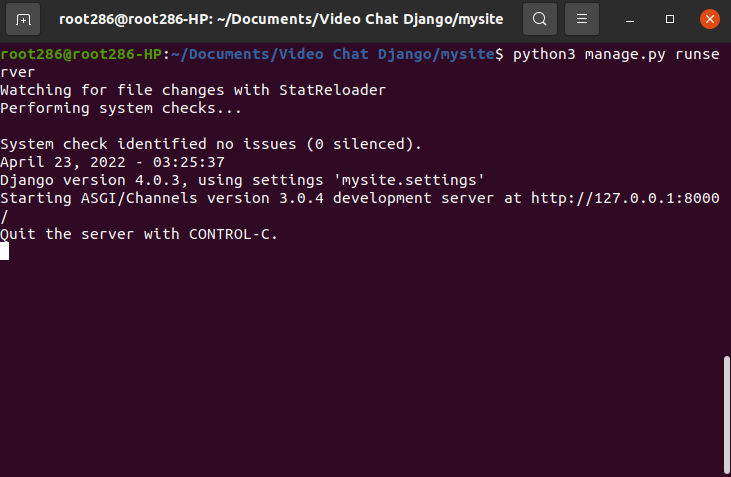 root286@root286-HP: ~/Documents/Video Chat Django/mysite
root286@root286-HP:~/Documents/Video Chat Django/mysite$ python3 manage.py runse
rver
Watching for file changes with StatReloader
Performing system checks...
System check identified no issues (0 silenced).
April 23, 2022 - 03:25:37
Django version 4.0.3, using settings 'mysite.settings'
Starting ASGI/Channels version 3.0.4 development server at http://127.0.0.1:8000
/
Quit the server with CONTROL-C.